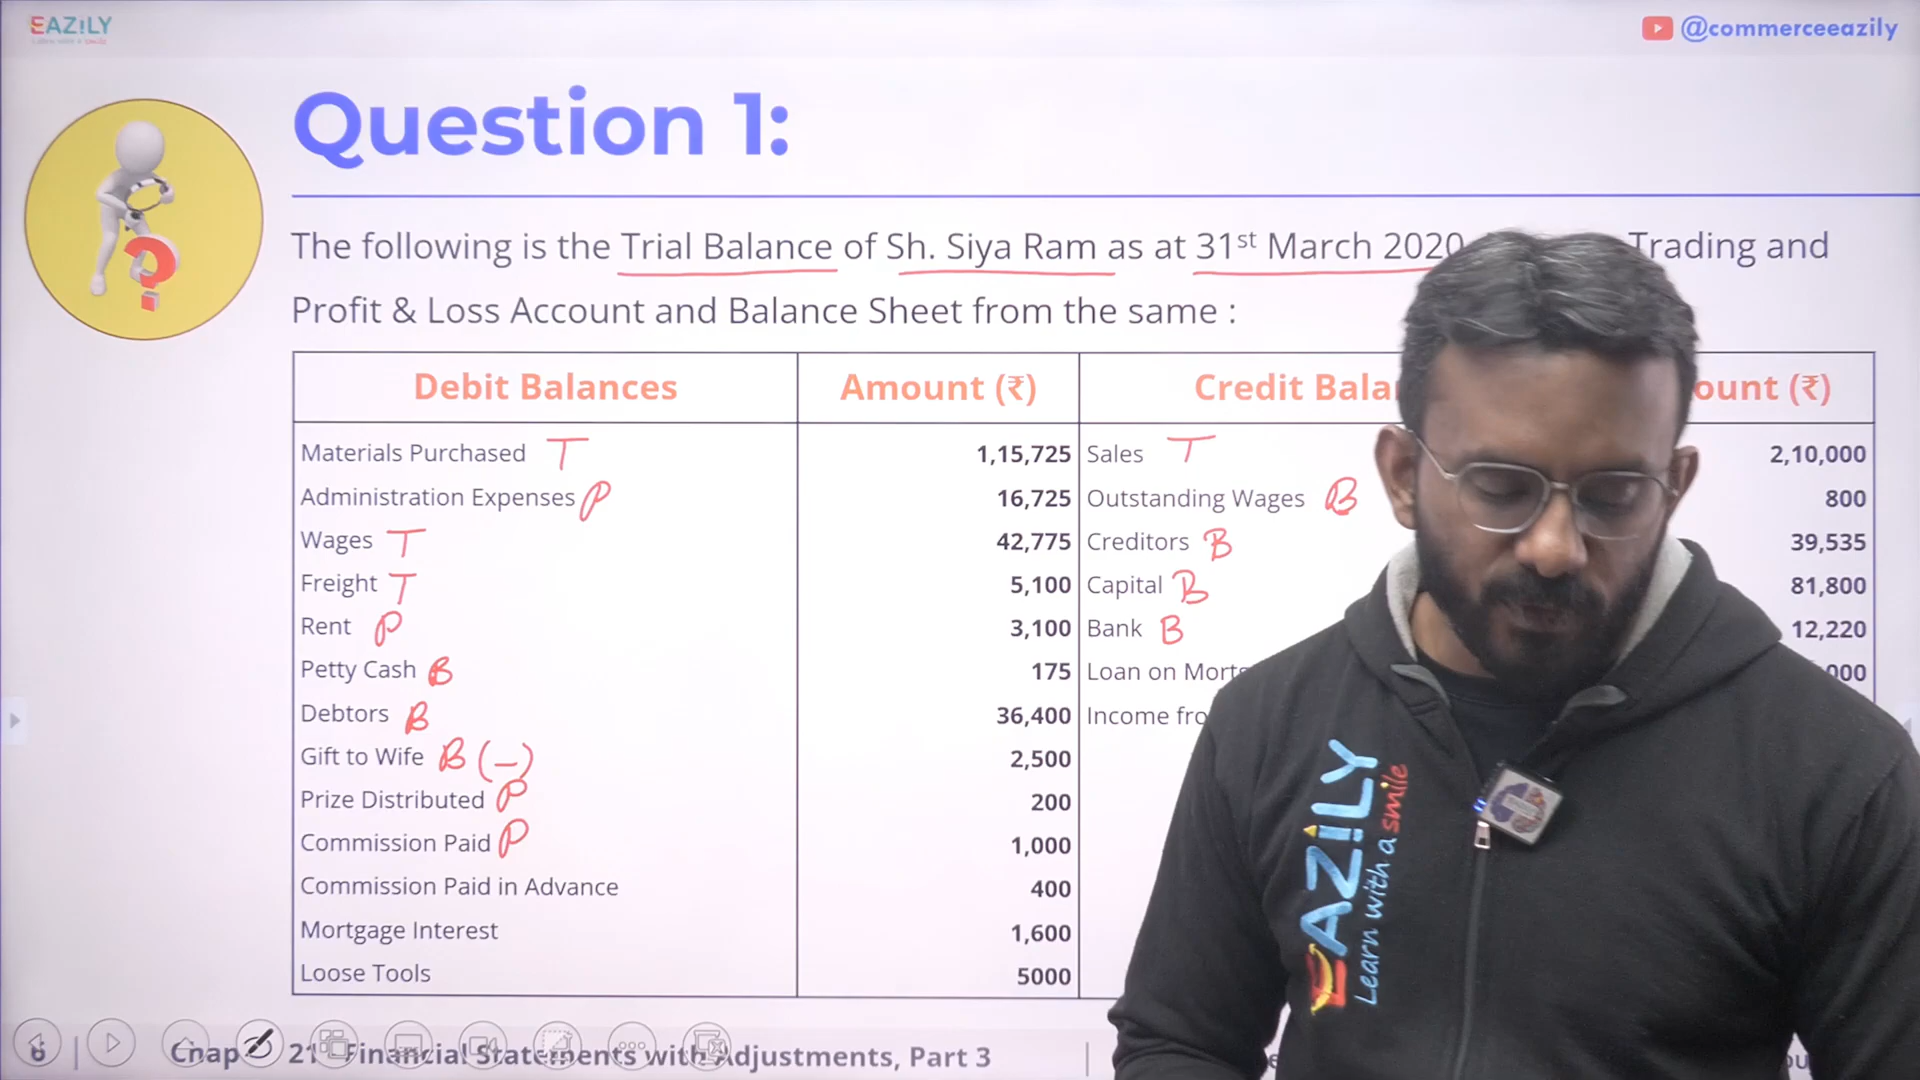 EAZILY
@commerceeazily
Question 1:
The following is the Trial Balance of Sh. Siya Ram as at 31st March 2020 Trading and
Profit & Loss Account and Balance Sheet from the same :
Debit Balances Amount (₹) Credit Bala ount (₹)
Materials Purchased T 1,15,725 Sales T 2,10,000
Administration Expenses P 16,725 Outstanding Wages B 800
Wages T 42,775 Creditors B 39,535
Freight T 5,100 Capital B 81,800
Rent P 3,100 Bank B 12,220
Petty Cash B 175 Loan on Mort 000
Debtors B 36,400 Income fro
Gift to Wife B (-) 2,500
Prize Distributed P 200
Commission Paid P 1,000
Commission Paid in Advance 400
Mortgage Interest 1,600
Loose Tools 5000
EAZILY
Learn with a smile
6 | Chap 21 Financial Statements with Adjustments, Part 3